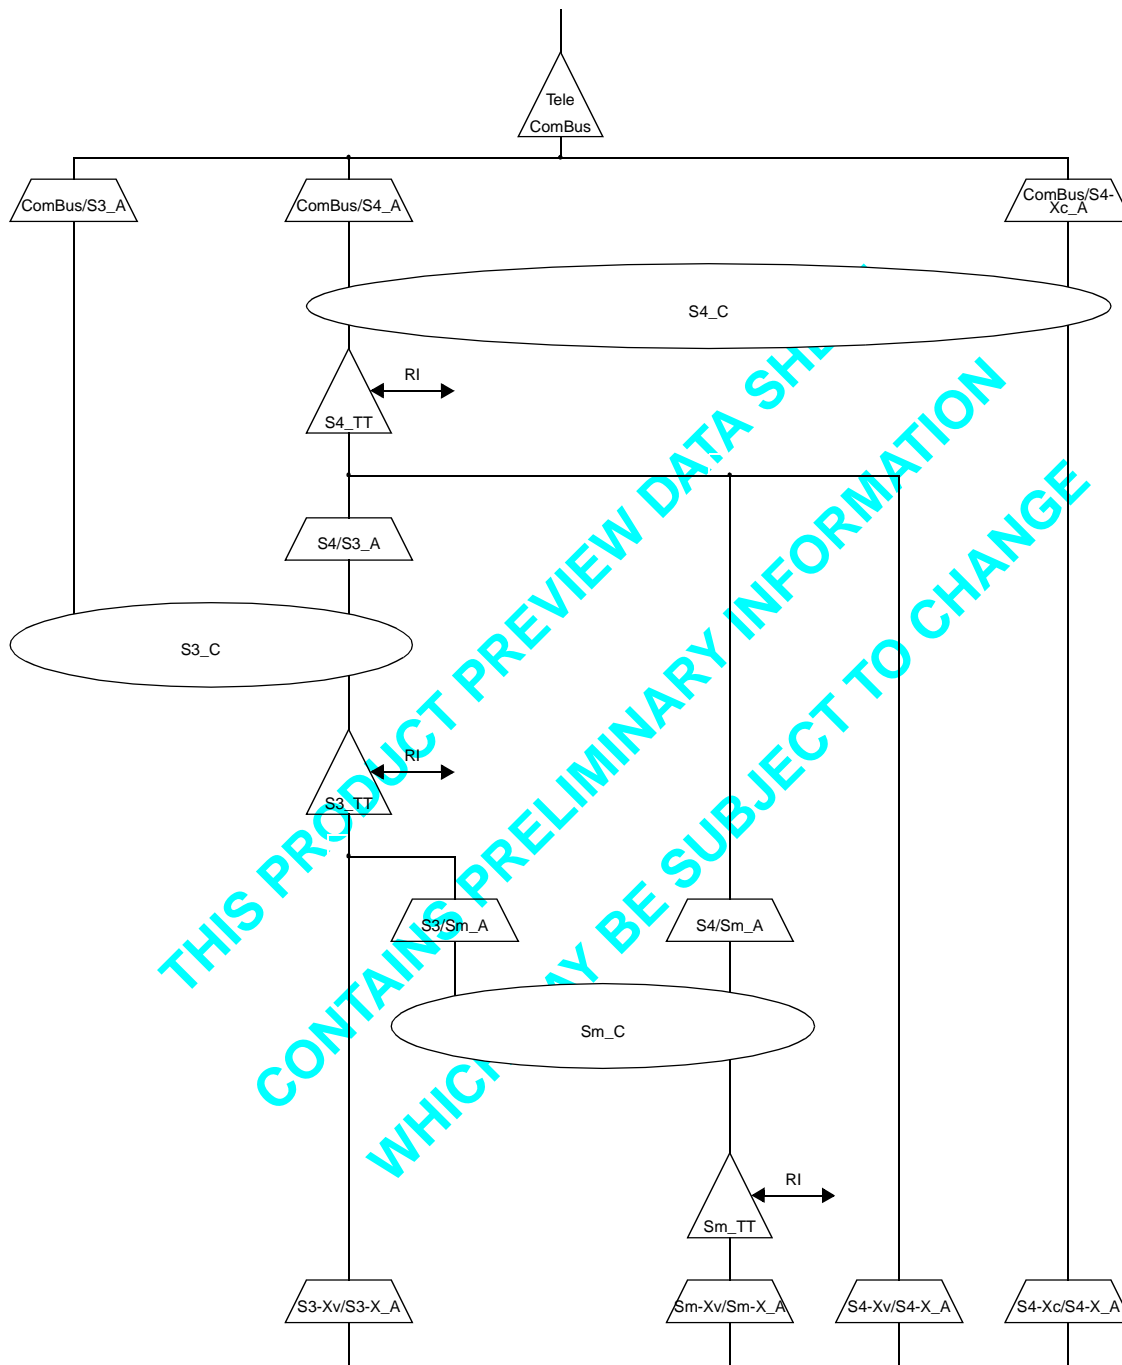 Tele
ComBus
ComBus/S3_A
ComBus/S4_A
ComBus/S4-
Xc_A
S4_C
RI
S4_TT
S4/S3_A
S3_C
RI
S3_TT
S3/Sm_A
S4/Sm_A
Sm_C
RI
Sm_TT
S3-Xv/S3-X_A
Sm-Xv/Sm-X_A
S4-Xv/S4-X_A
S4-Xc/S4-X_A
THIS PRODUCT PREVIEW DATA SHE
CONTAINS PRELIMINARY INFORMATION
WHICH AY BE SUBJECT TO CHANGE